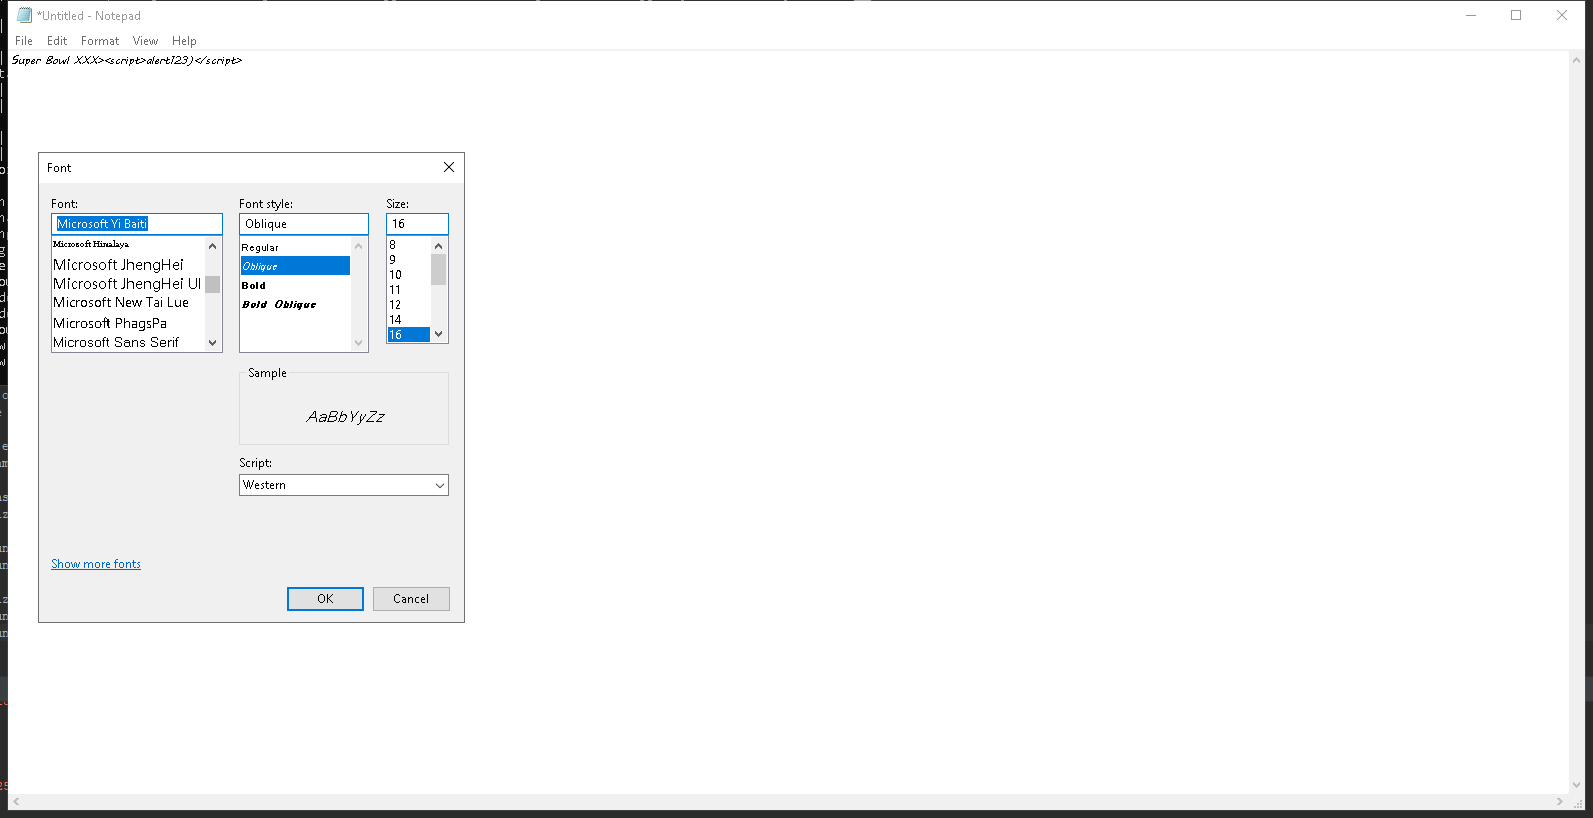 *Untitled - Notepad
File Edit Format View Help
Super Bowl XXX><script>alert123)</script>
Font
Font:
Microsoft Yi Baiti
Microsoft Himalaya
Microsoft JhengHei
Microsoft JhengHei UI
Microsoft New Tai Lue
Microsoft PhagsPa
Microsoft Sans Serif
Font style:
Oblique
Regular
Oblique
Bold
Bold Oblique
Size:
16
8
9
10
11
12
14
16
Sample
AaBbYyZz
Script:
Western
Show more fonts
OK Cancel